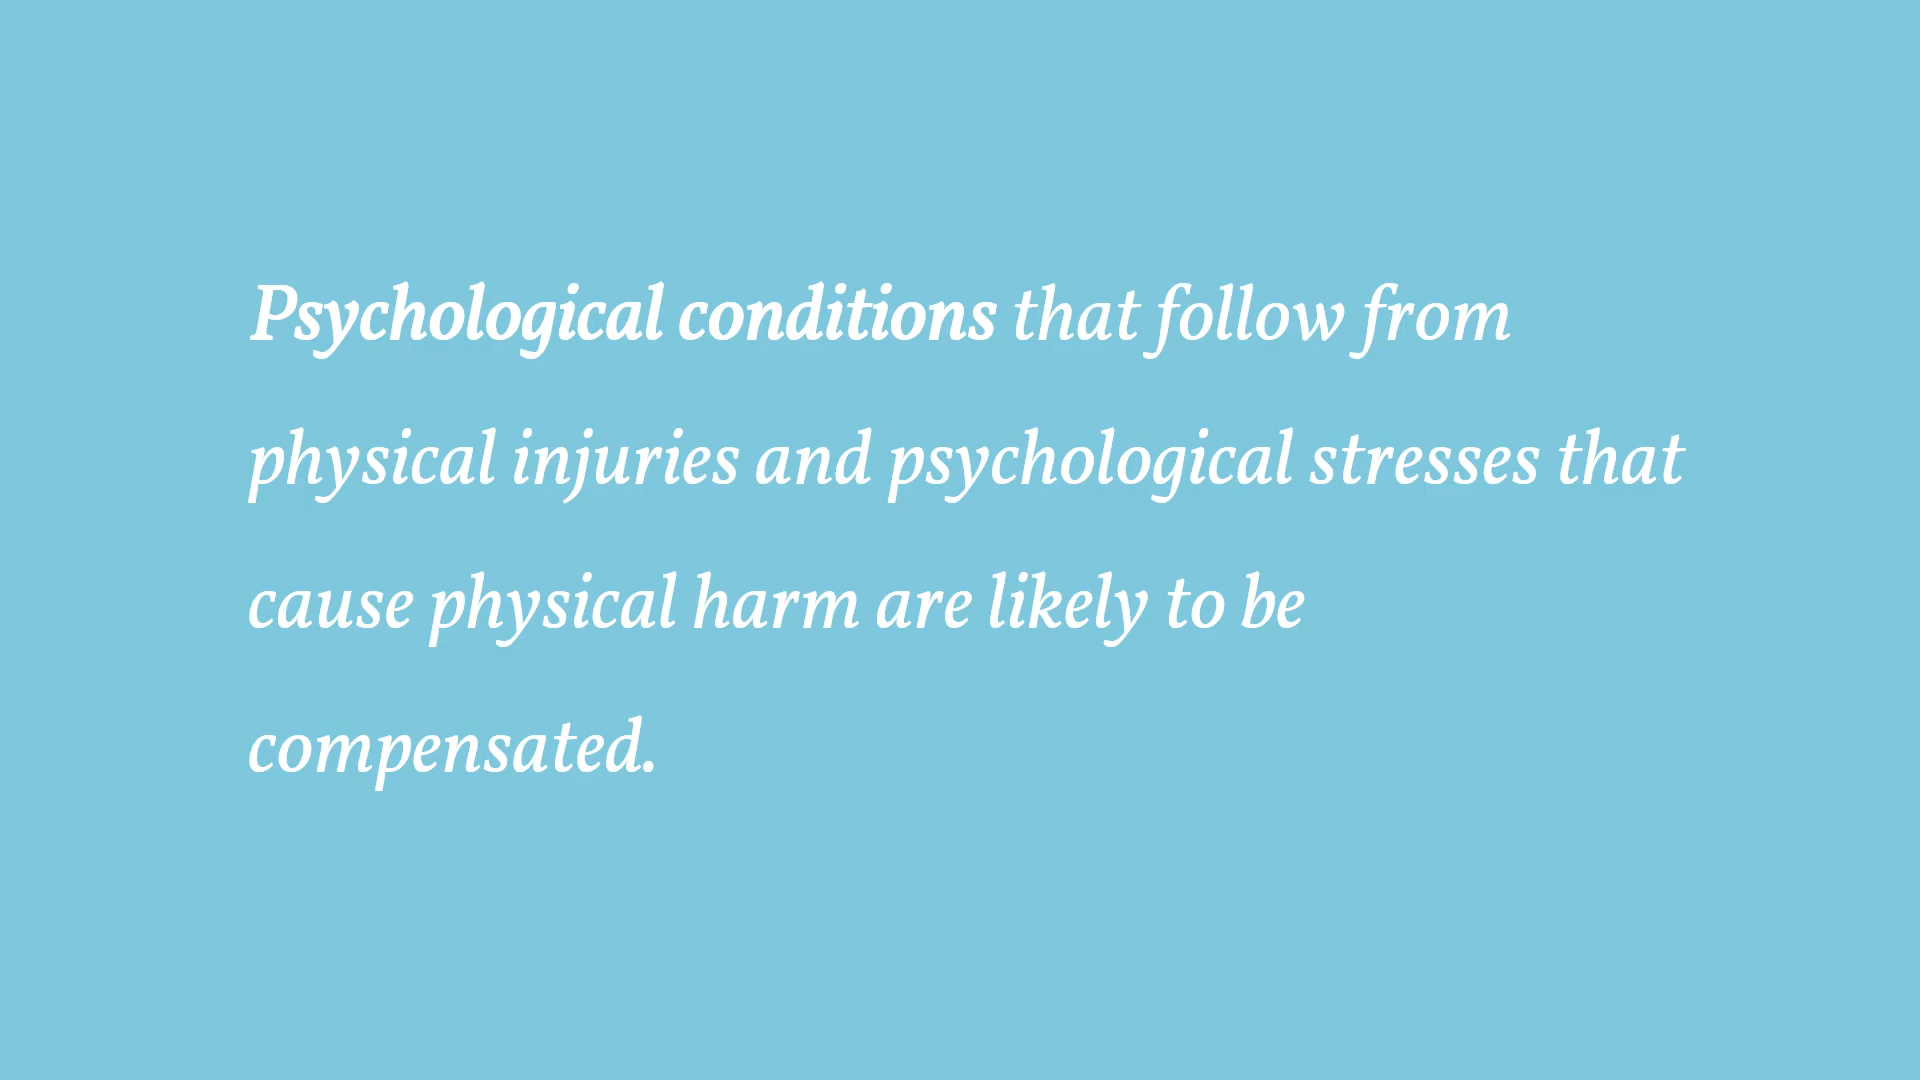 Psychological conditions that follow from
physical injuries and psychological stresses that
cause physical harm are likely to be
compensated.